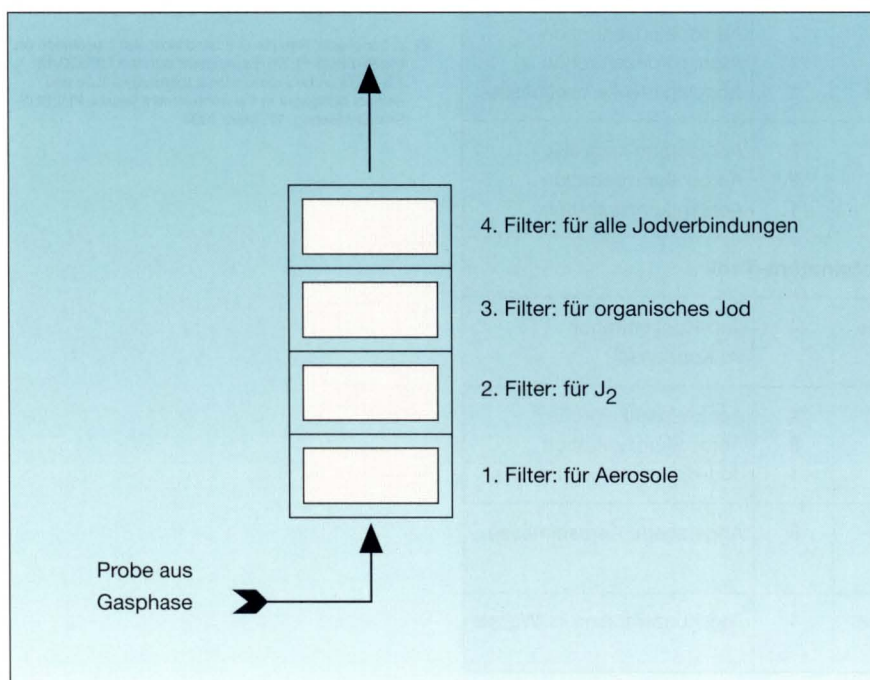 4. Filter: für alle Jodverbindungen
3. Filter: für organisches Jod
2. Filter: für J₂
1. Filter: für Aerosole
Probe aus
Gasphase